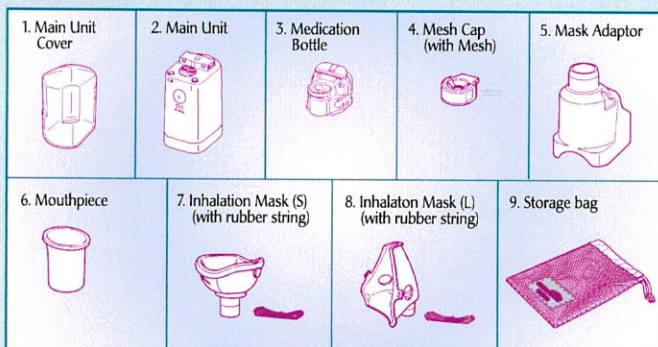 1. Main Unit
Cover
2. Main Unit
3. Medication
Bottle
4. Mesh Cap
(with Mesh)
5. Mask Adaptor
6. Mouthpiece
7. Inhalation Mask (S)
(with rubber string)
8. Inhalaton Mask (L)
(with rubber string)
9. Storage bag